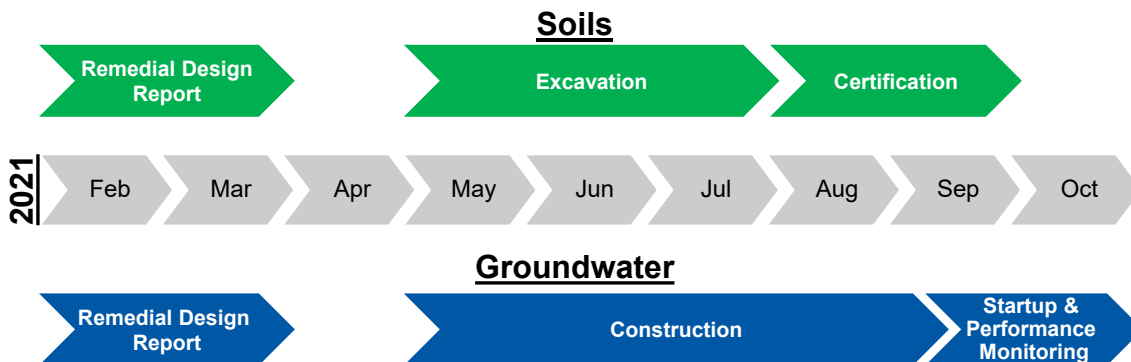 Soils
Remedial Design
Report
Excavation
Certification
2021
Feb
Mar
Apr
May
Jun
Jul
Aug
Sep
Oct
Groundwater
Remedial Design
Report
Construction
Startup &
Performance
Monitoring